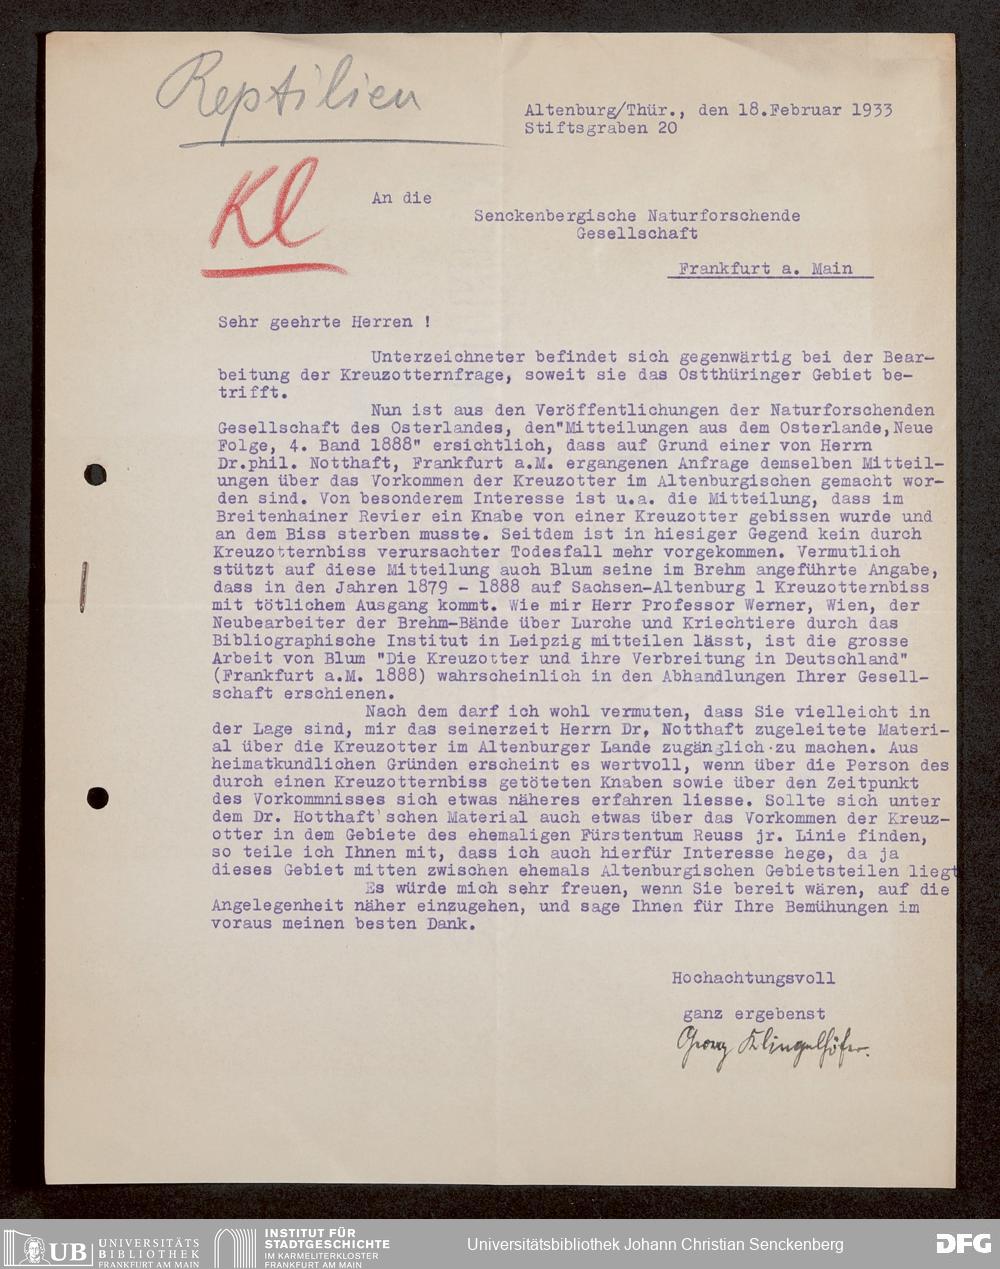 Reptilien
Altenburg/Thür., den 18.Februar 1933
Stiftsgraben 20
Kl
An die
Senckenbergische Naturforschende
Gesellschaft
Frankfurt a. Main
Sehr geehrte Herren !
Unterzeichneter befindet sich gegenwärtig bei der Bear-
beitung der Kreuzotternfrage, soweit sie das Ostthüringer Gebiet be-
trifft.
Nun ist aus den Veröffentlichungen der Naturforschenden
Gesellschaft des Osterlandes, den"Mitteilungen aus dem Osterlande,Neue
Folge, 4. Band 1888" ersichtlich, dass auf Grund einer von Herrn
Dr.phil. Notthaft, Frankfurt a.M. ergangenen Anfrage demselben Mitteil-
ungen über das Vorkommen der Kreuzotter im Altenburgischen gemacht wor-
den sind. Von besonderem Interesse ist u.a. die Mitteilung, dass im
Breitenhainer Revier ein Knabe von einer Kreuzotter gebissen wurde und
an dem Biss sterben musste. Seitdem ist in hiesiger Gegend kein durch
Kreuzotternbiss verursachter Todesfall mehr vorgekommen. Vermutlich
stützt auf diese Mitteilung auch Blum seine im Brehm angeführte Angabe,
dass in den Jahren 1879 - 1888 auf Sachsen-Altenburg 1 Kreuzotternbiss
mit tötlichem Ausgang kommt. Wie mir Herr Professor Werner, Wien, der
Neubearbeiter der Brehm-Bände über Lurche und Kriechtiere durch das
Bibliographische Institut in Leipzig mitteilen lässt, ist die grosse
Arbeit von Blum "Die Kreuzotter und ihre Verbreitung in Deutschland"
(Frankfurt a.M. 1888) wahrscheinlich in den Abhandlungen Ihrer Gesell-
schaft erschienen.
Nach dem darf ich wohl vermuten, dass Sie vielleicht in
der Lage sind, mir das seinerzeit Herrn Dr, Notthaft zugeleitete Materi-
al über die Kreuzotter im Altenburger Lande zugänglich zu machen. Aus
heimatkundlichen Gründen erscheint es wertvoll, wenn über die Person des
durch einen Kreuzotternbiss getöteten Knaben sowie über den Zeitpunkt
des Vorkommnisses sich etwas näheres erfahren liesse. Sollte sich unter
dem Dr. Hotthaft'schen Material auch etwas über das Vorkommen der Kreuz-
otter in dem Gebiete des ehemaligen Fürstentum Reuss jr. Linie finden,
so teile ich Ihnen mit, dass ich auch hierfür Interesse hege, da ja
dieses Gebiet mitten zwischen ehemals Altenburgischen Gebietsteilen liegt
Es würde mich sehr freuen, wenn Sie bereit wären, auf die
Angelegenheit näher einzugehen, und sage Ihnen für Ihre Bemühungen im
voraus meinen besten Dank.
Hochachtungsvoll
ganz ergebenst
Georg Klingelhöfer.
UB UNIVERSITÄTS
BIBLIOTHEK
FRANKFURT AM MAIN
INSTITUT FÜR
STADTGESCHICHTE
IM KARMELITERKLOSTER
FRANKFURT AM MAIN
Universitätsbibliothek Johann Christian Senckenberg
DFG